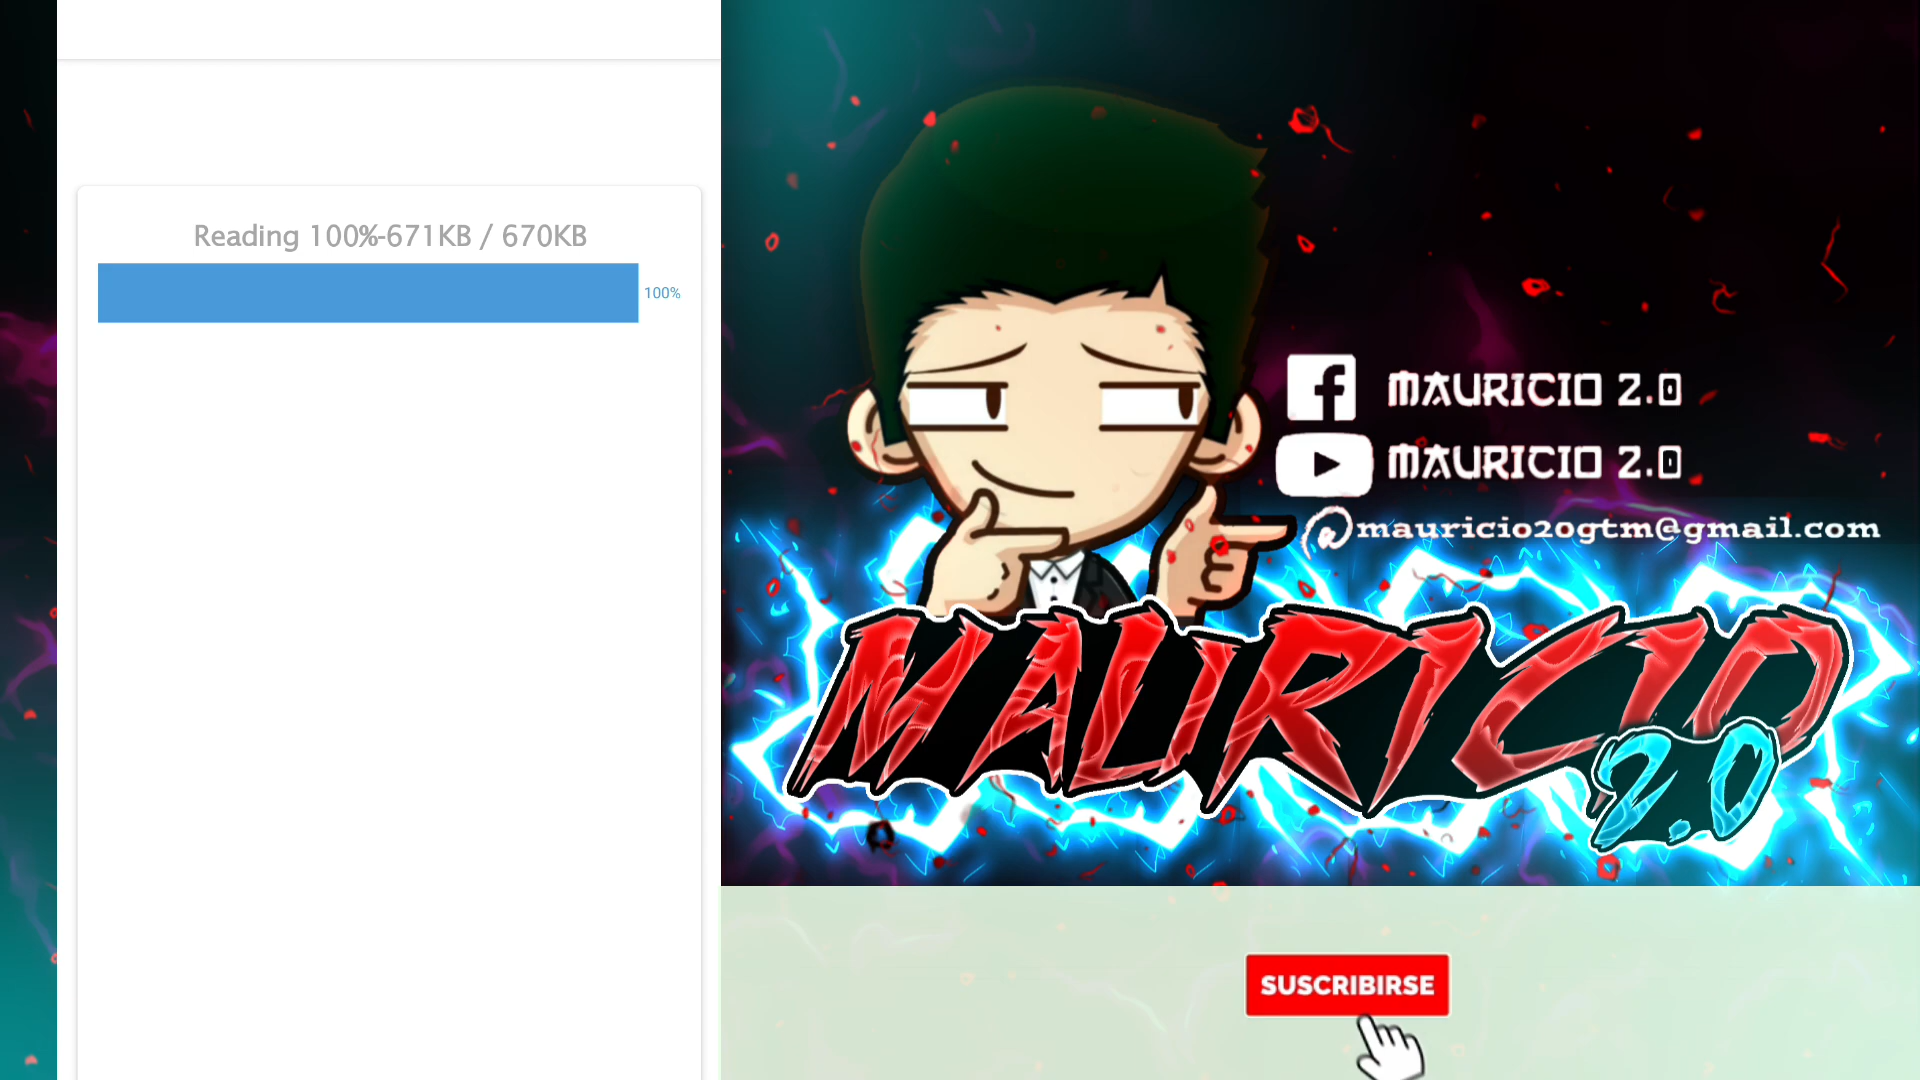 Reading 100%-671KB / 670KB
100%
MAURICIO 2.0
MAURICIO 2.0
@mauricio20gtm@gmail.com
MAURICIO
2.0
SUSCRIBIRSE